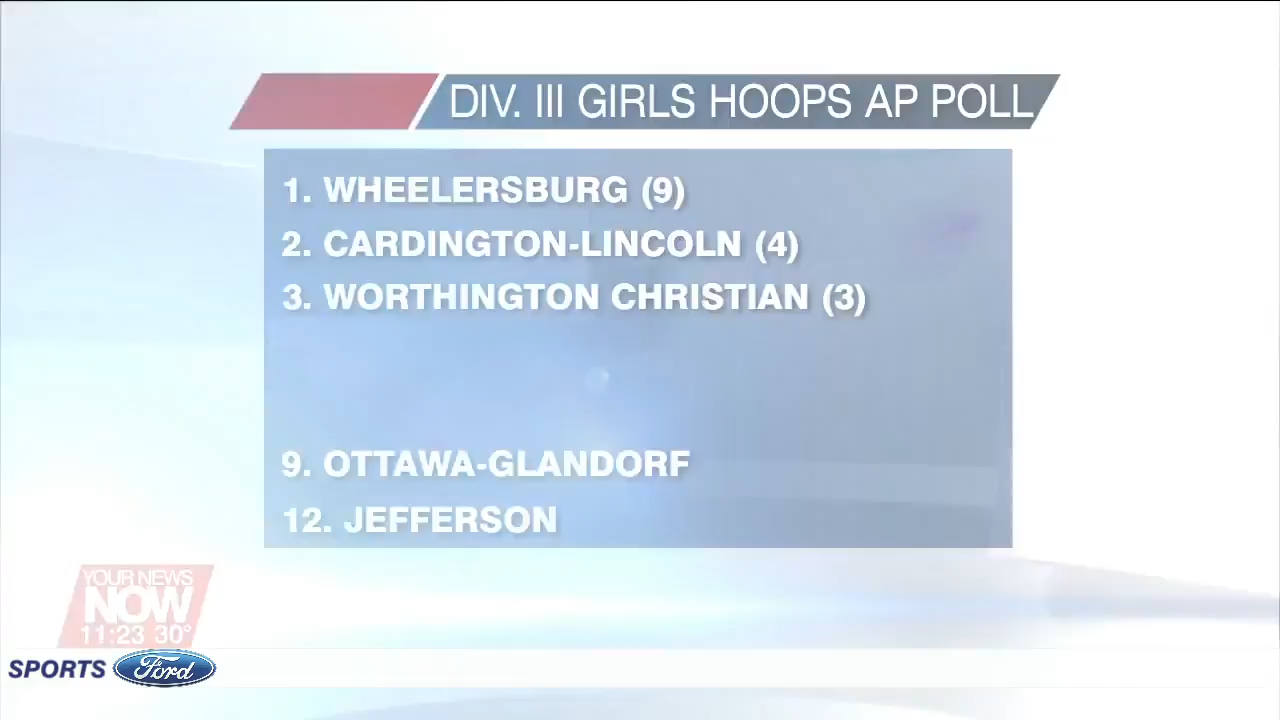 DIV. III GIRLS HOOPS AP POLL
1. WHEELERSBURG (9)
2. CARDINGTON-LINCOLN (4)
3. WORTHINGTON CHRISTIAN (3)
9. OTTAWA-GLANDORF
12. JEFFERSON
YOUR NEWS
NOW
11:23 30°
SPORTS Ford